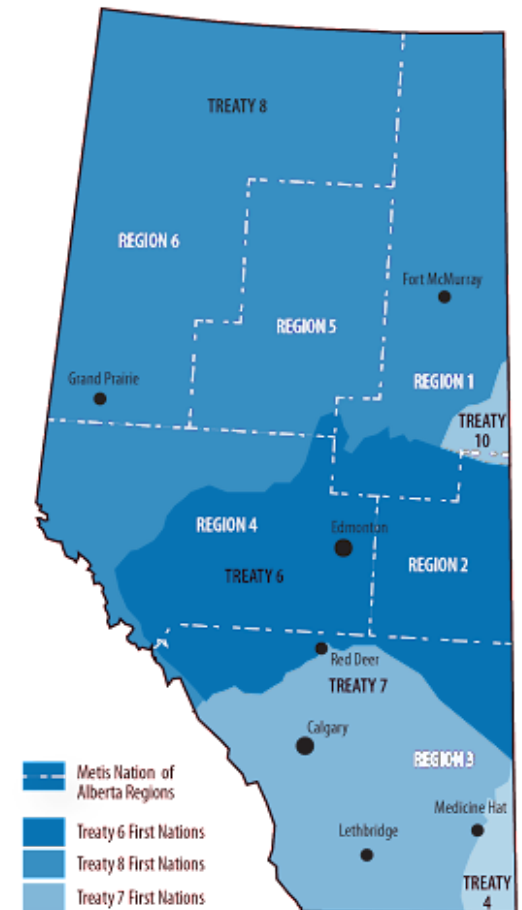 TREATY 8
REGION 6
Fort McMurray
REGION 5
Grand Prairie
REGION 1
TREATY
10
REGION 4
Edmonton
REGION 2
TREATY 6
Red Deer
TREATY 7
Calgary
REGION 3
Medicine Hat
Lethbridge
TREATY
4
Metis Nation of
Alberta Regions
Treaty 6 First Nations
Treaty 8 First Nations
Treaty 7 First Nations